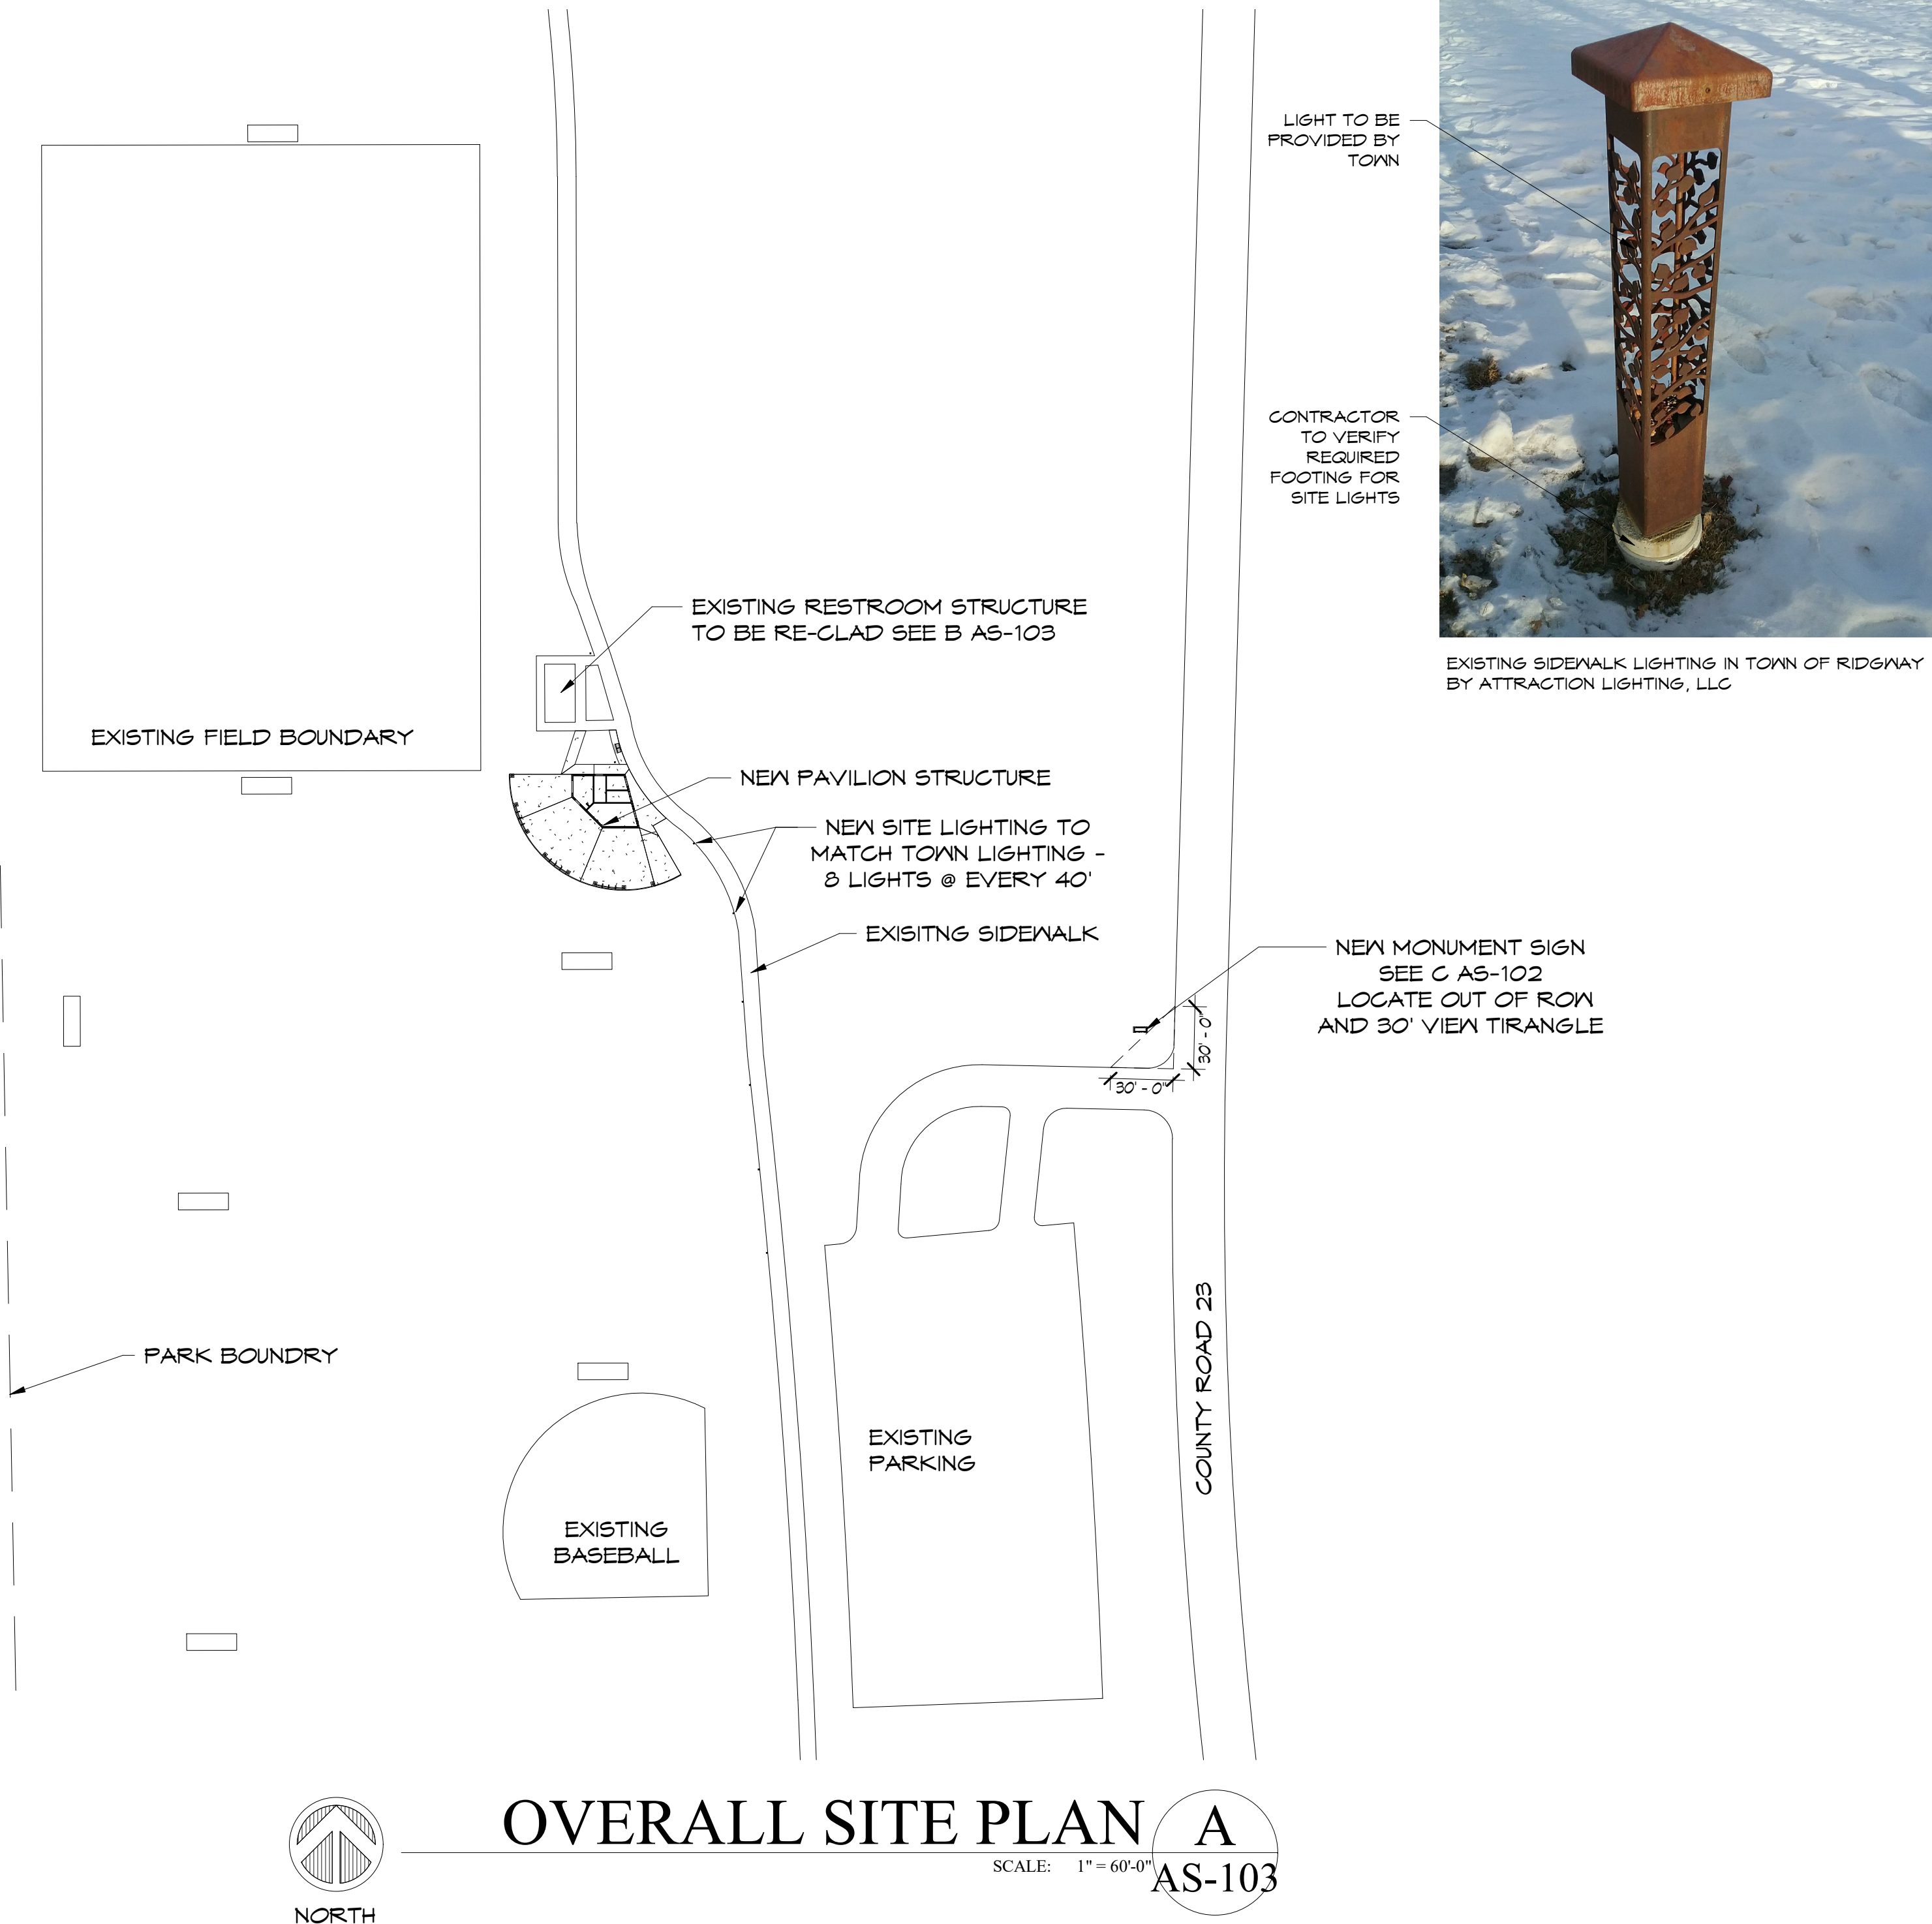 LIGHT TO BE
PROVIDED BY
TOWN
CONTRACTOR
TO VERIFY
REQUIRED
FOOTING FOR
SITE LIGHTS
EXISTING SIDEWALK LIGHTING IN TOWN OF RIDGWAY
BY ATTRACTION LIGHTING, LLC
EXISTING RESTROOM STRUCTURE
TO BE RE-CLAD SEE B AS-103
EXISTING FIELD BOUNDARY
NEW PAVILION STRUCTURE
NEW SITE LIGHTING TO
MATCH TOWN LIGHTING -
8 LIGHTS @ EVERY 40'
EXISITNG SIDEWALK
NEW MONUMENT SIGN
SEE C AS-102
LOCATE OUT OF ROW
AND 30' VIEW TIRANGLE
30' - 0"
30' - 0"
COUNTY ROAD 23
PARK BOUNDRY
EXISTING
PARKING
EXISTING
BASEBALL
OVERALL SITE PLAN
A
SCALE: 1" = 60'-0"
AS-103
NORTH